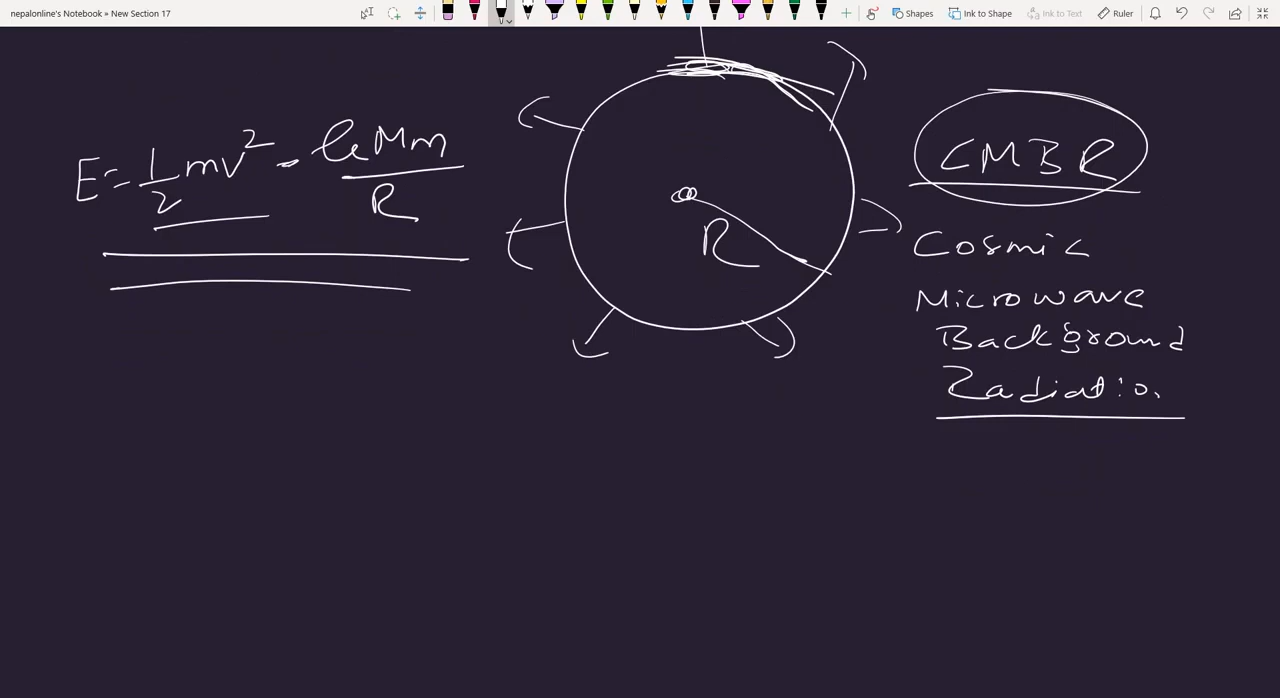 nepalonline's Notebook » New Section 17
Shapes
Ink to Shape
Ink to Text
Ruler
E = 1/2 mv² - GMm/R
R
CMBR
Cosmic
Microwave
Background
Radiation